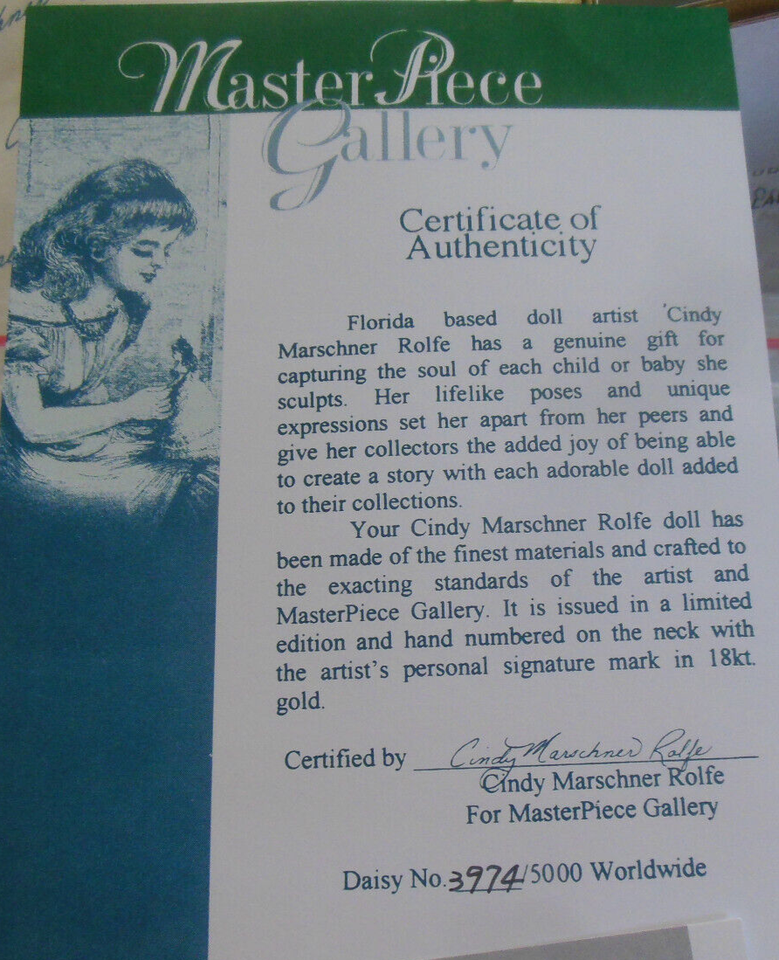 MasterPiece
Gallery
Certificate of
Authenticity
Florida based doll artist 'Cindy
Marschner Rolfe has a genuine gift for
capturing the soul of each child or baby she
sculpts. Her lifelike poses and unique
expressions set her apart from her peers and
give her collectors the added joy of being able
to create a story with each adorable doll added
to their collections.
Your Cindy Marschner Rolfe doll has
been made of the finest materials and crafted to
the exacting standards of the artist and
MasterPiece Gallery. It is issued in a limited
edition and hand numbered on the neck with
the artist's personal signature mark in 18kt.
gold.
Certified by Cindy Marschner Rolfe
Cindy Marschner Rolfe
For MasterPiece Gallery
Daisy No. 3974/5000 Worldwide